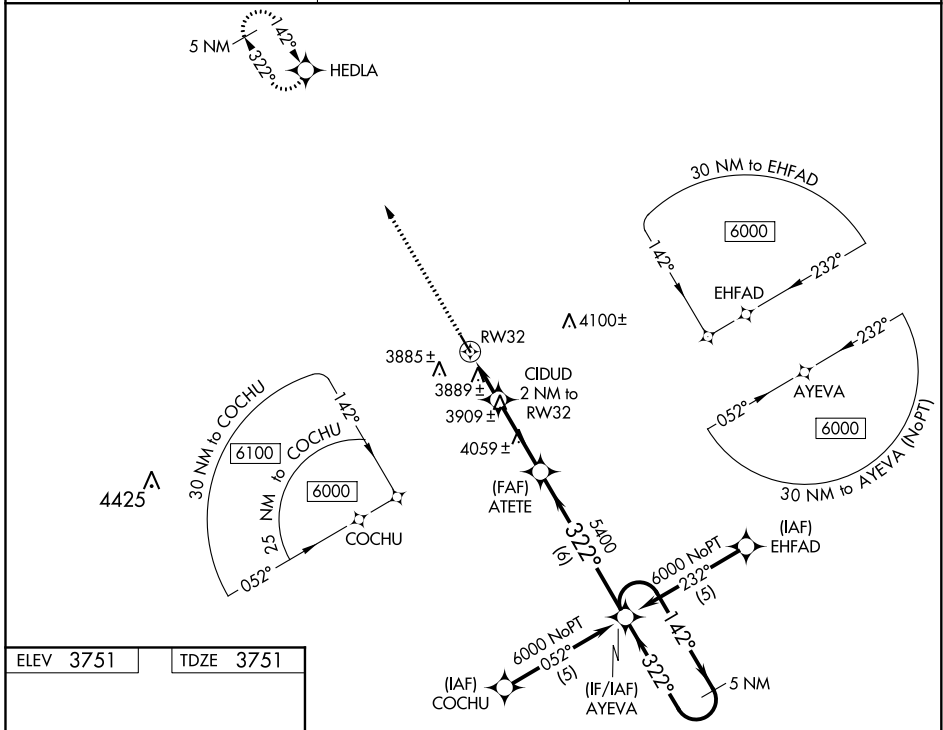 5 NM
142°
322°
HEDLA
30 NM to EHFAD
6000
142°
232°
EHFAD
4100±
RW32
3885±
3889±
CIDUD
2 NM to
RW32
3909±
4059±
232°
052°
AYEVA
6000
30 NM to AYEVA (NoPT)
30 NM to COCHU
142°
6100
25 NM to COCHU
6000
4425
COCHU
052°
(FAF)
ATETE
5400
322°
(6)
(IAF)
EHFAD
6000 NoPT
232°
(5)
6000 NoPT
052°
(5)
142°
322°
5 NM
(IAF)
COCHU
(IF/IAF)
AYEVA
ELEV 3751
TDZE 3751